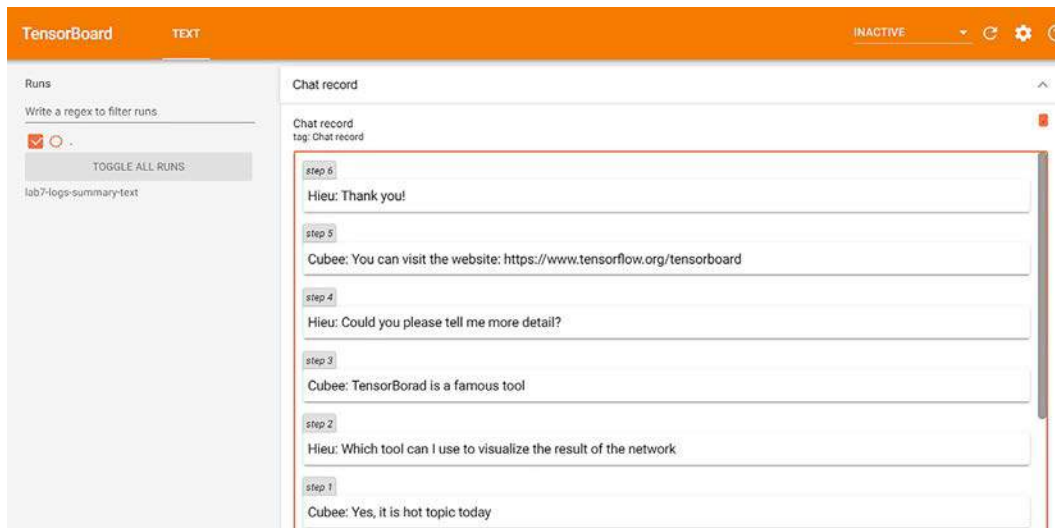 TensorBoard TEXT INACTIVE
Runs
Write a regex to filter runs
.
TOGGLE ALL RUNS
lab7-logs-summary-text
Chat record
Chat record
tag: Chat record
step 6
Hieu: Thank you!
step 5
Cubee: You can visit the website: https://www.tensorflow.org/tensorboard
step 4
Hieu: Could you please tell me more detail?
step 3
Cubee: TensorBorad is a famous tool
step 2
Hieu: Which tool can I use to visualize the result of the network
step 1
Cubee: Yes, it is hot topic today